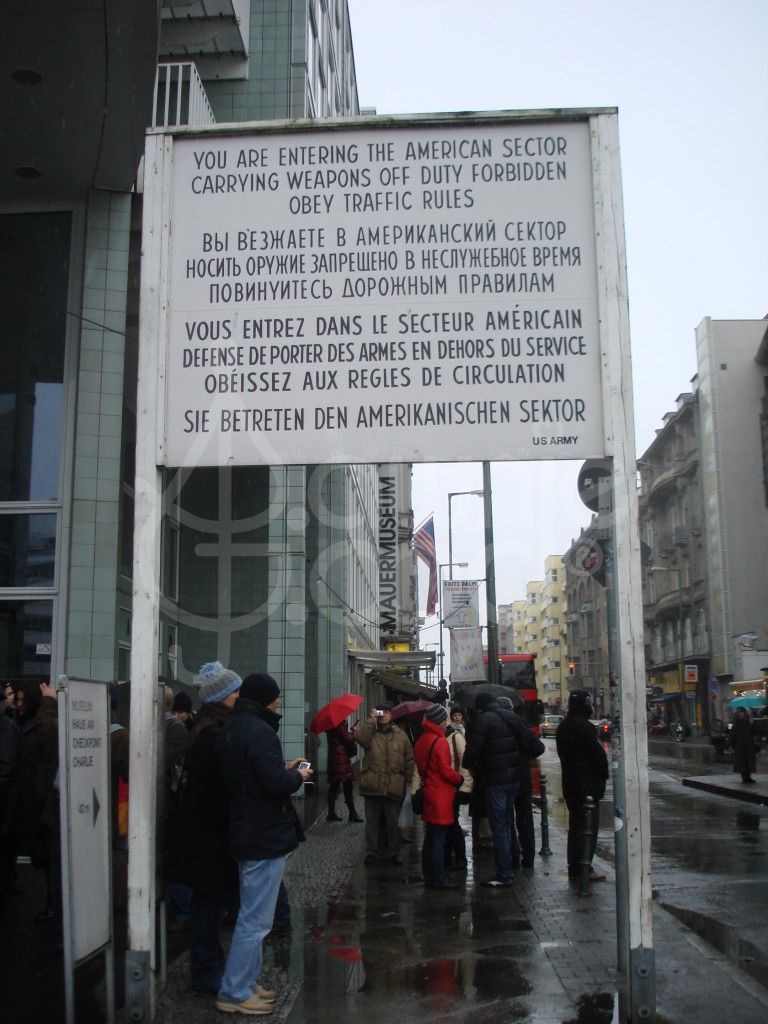 YOU ARE ENTERING THE AMERICAN SECTOR
CARRYING WEAPONS OFF DUTY FORBIDDEN
OBEY TRAFFIC RULES
ВЫ ВЪЕЗЖАЕТЕ В АМЕРИКАНСКИЙ СЕКТОР
НОСИТЬ ОРУЖИЕ ЗАПРЕЩЕНО В НЕСЛУЖЕБНОЕ ВРЕМЯ
ПОВИНУИТЕСЬ ДОРОЖНЫМ ПРАВИЛАМ
VOUS ENTREZ DANS LE SECTEUR AMÉRICAIN
DEFENSE DE PORTER DES ARMES EN DEHORS DU SERVICE
OBÉISSEZ AUX REGLES DE CIRCULATION
SIE BETRETEN DEN AMERIKANISCHEN SEKTOR
US ARMY
MAUERMUSEUM
MUSEUM
HAUS AM
CHECKPOINT
CHARLIE
40 m